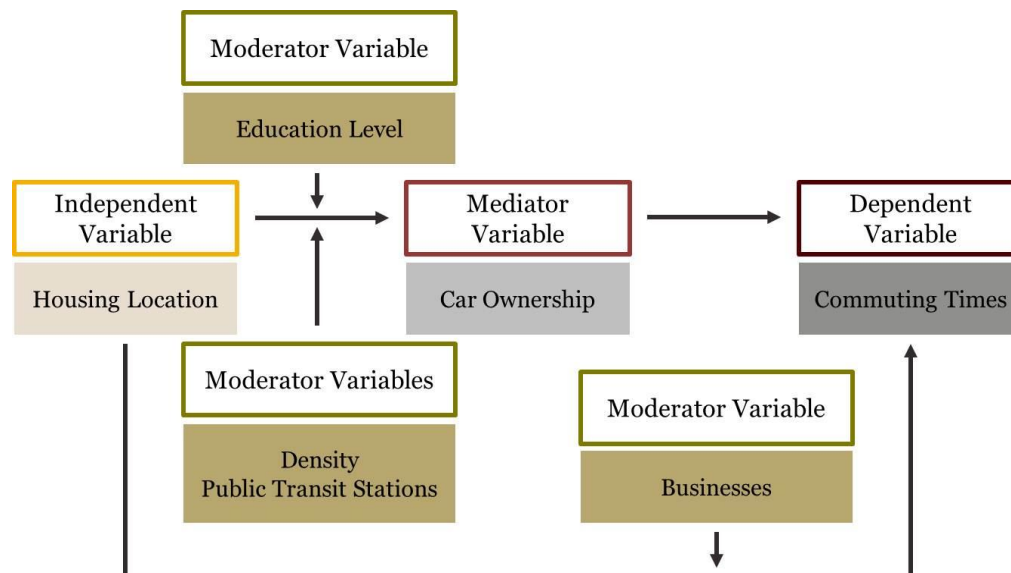 Moderator Variable
Education Level
Independent
Variable
Housing Location
Mediator
Variable
Car Ownership
Dependent
Variable
Commuting Times
Moderator Variables
Density
Public Transit Stations
Moderator Variable
Businesses